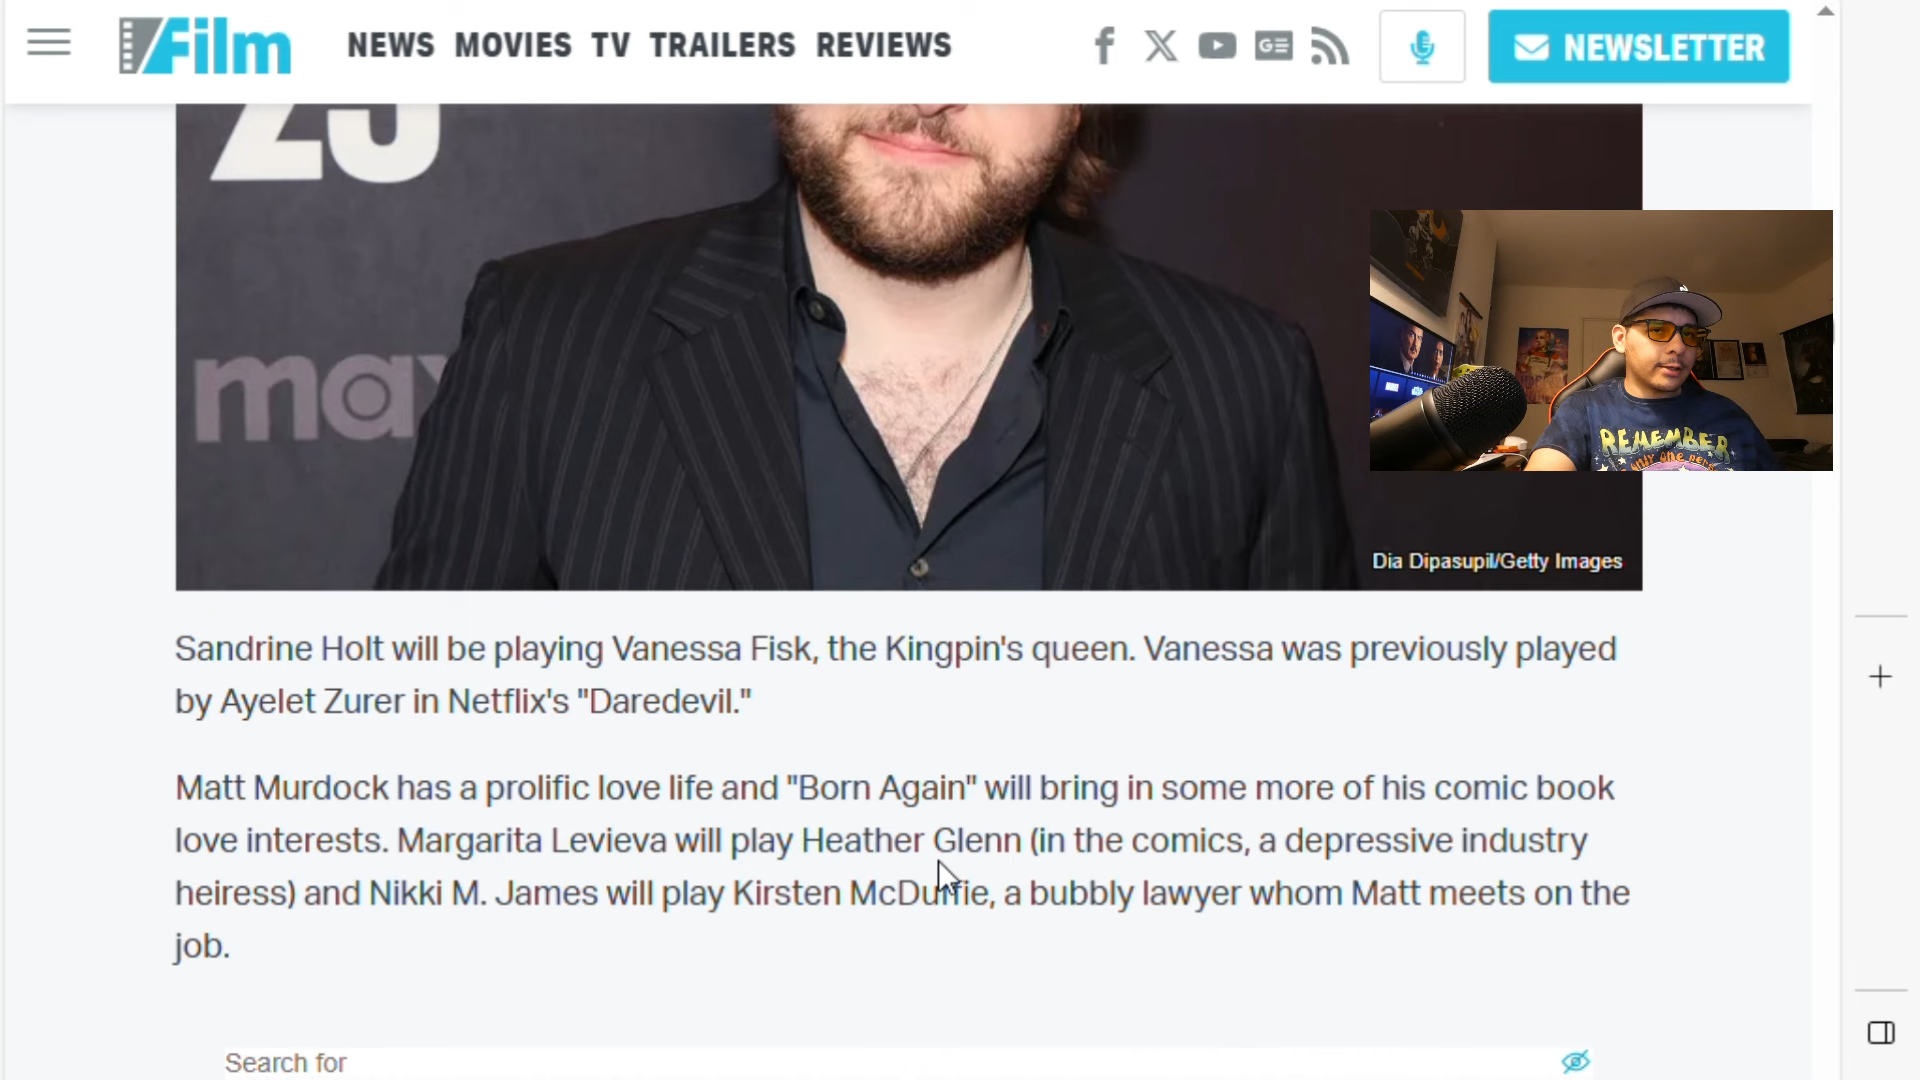 /Film NEWS MOVIES TV TRAILERS REVIEWS NEWSLETTER
max
REMEMBER
Dia Dipasupil/Getty Images
Sandrine Holt will be playing Vanessa Fisk, the Kingpin's queen. Vanessa was previously played
by Ayelet Zurer in Netflix's "Daredevil."
Matt Murdock has a prolific love life and "Born Again" will bring in some more of his comic book
love interests. Margarita Levieva will play Heather Glenn (in the comics, a depressive industry
heiress) and Nikki M. James will play Kirsten McDuffie, a bubbly lawyer whom Matt meets on the
job.
Search for